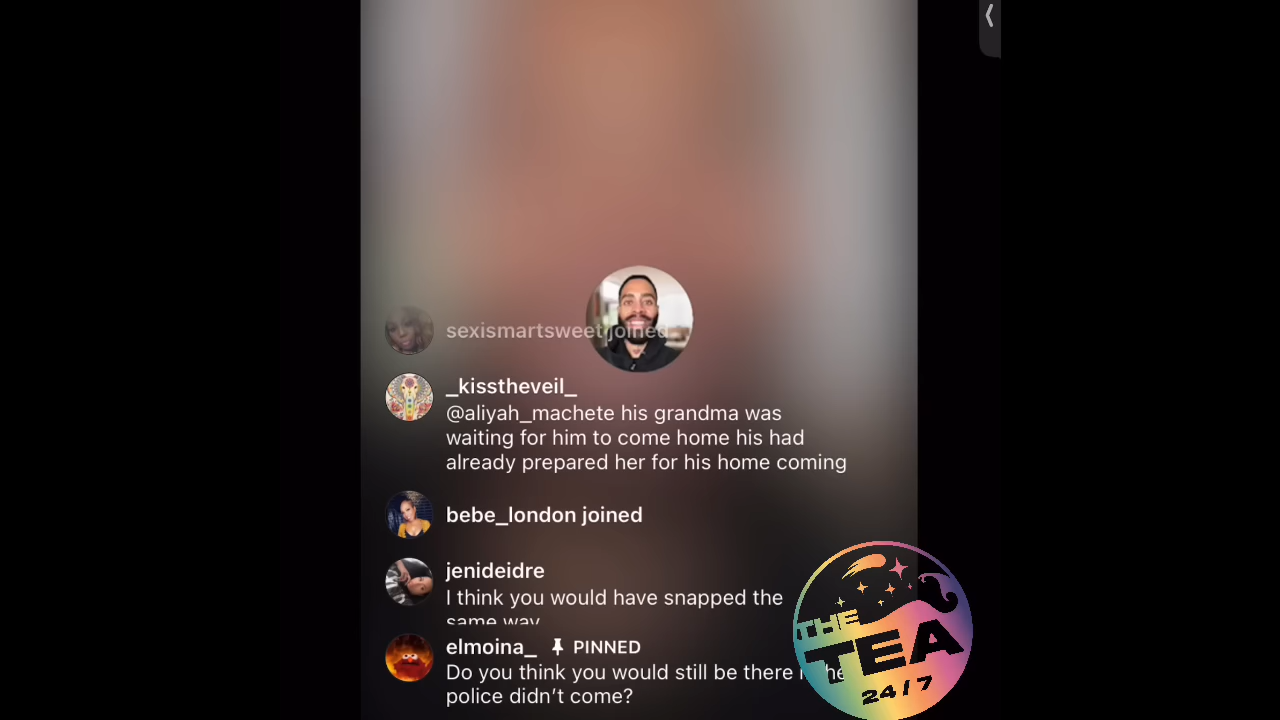 sexismartsweet joined
_kisstheveil_
@aliyah_machete his grandma was
waiting for him to come home his had
already prepared her for his home coming
bebe_london joined
jenideidre
I think you would have snapped the
same way
elmoina_ PINNED
Do you think you would still be there
police didn't come?
THE
TEA
24/7